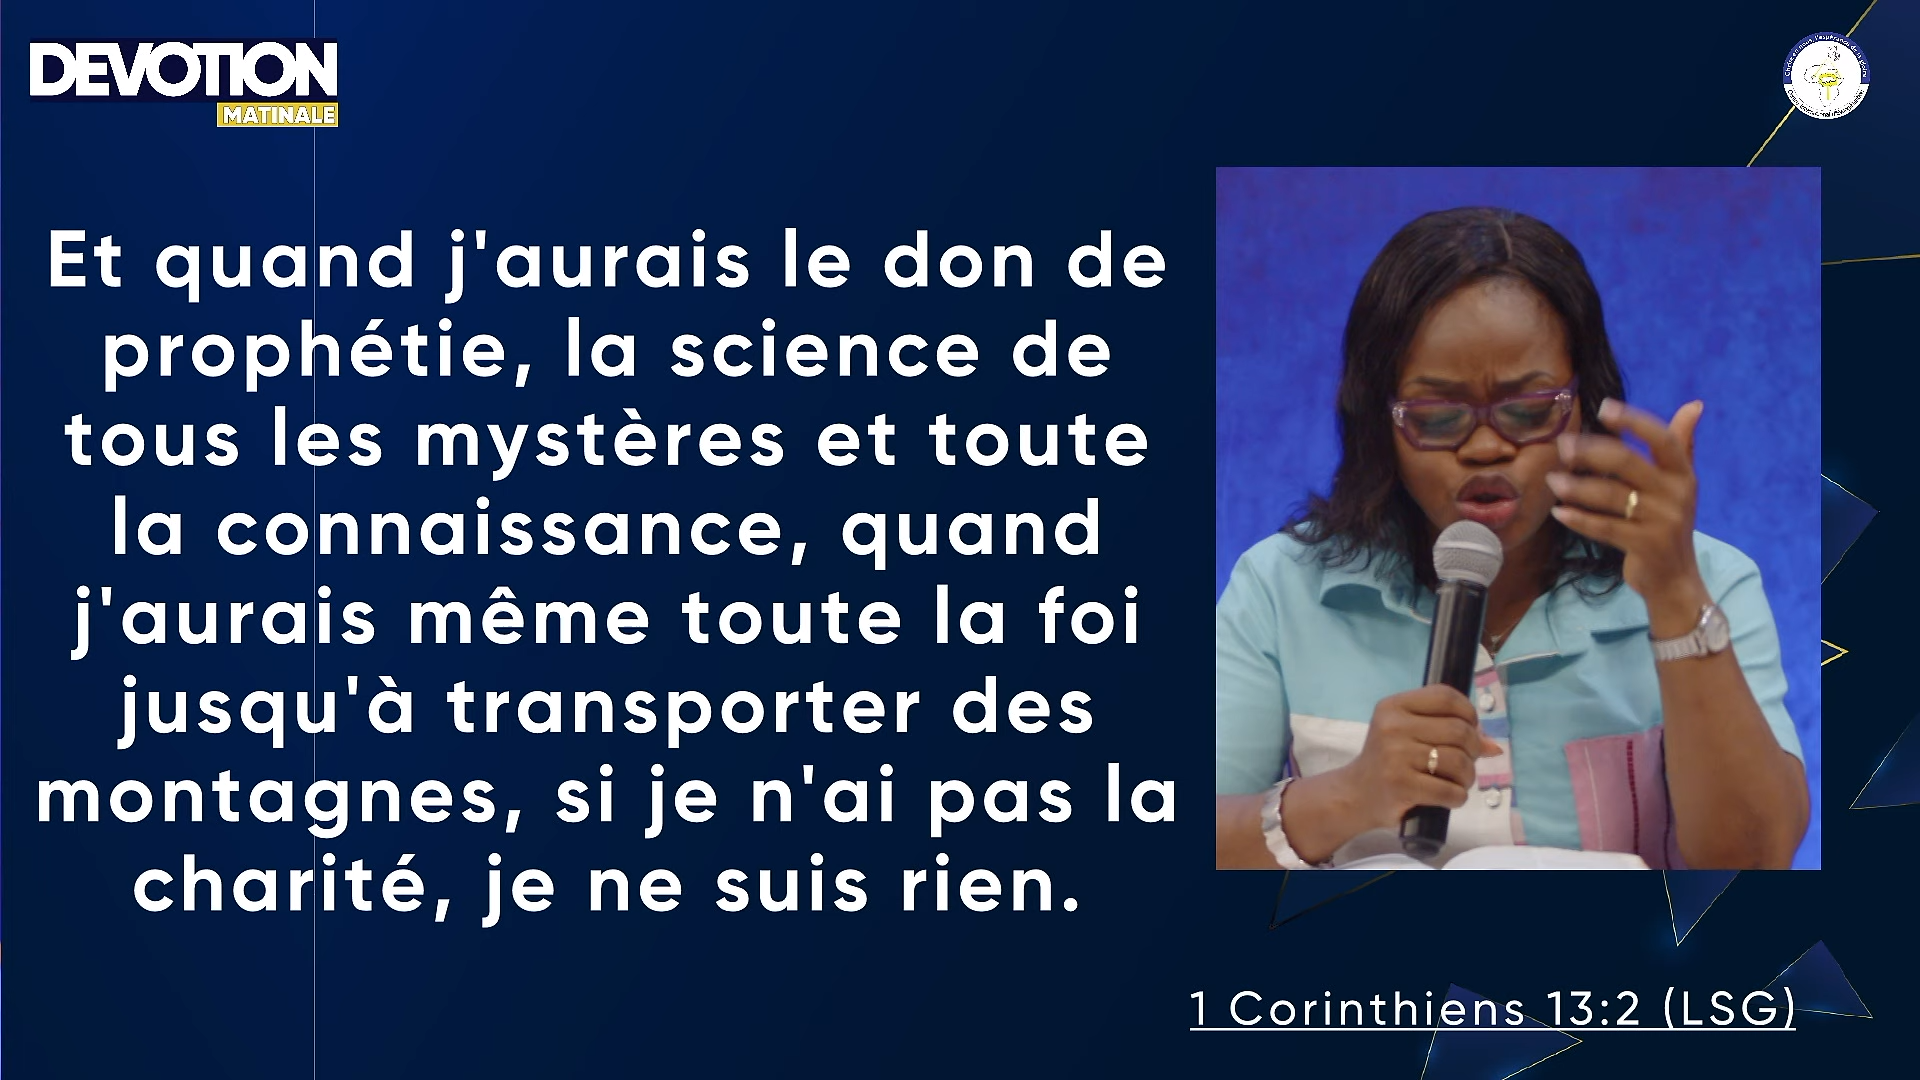 DEVOTION
MATINALE
Et quand j'aurais le don de
prophétie, la science de
tous les mystères et toute
la connaissance, quand
j'aurais même toute la foi
jusqu'à transporter des
montagnes, si je n'ai pas la
charité, je ne suis rien.
1 Corinthiens 13:2 (LSG)